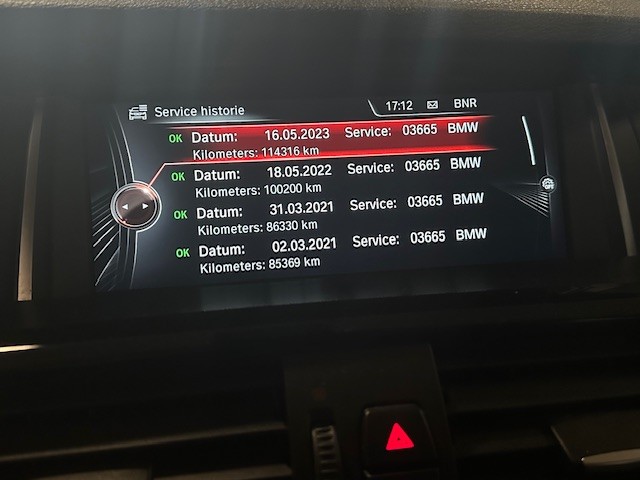 Service historie 17:12 BNR
OK Datum: 16.05.2023 Service: 03665 BMW
Kilometers: 114316 km
OK Datum: 18.05.2022 Service: 03665 BMW
Kilometers: 100200 km
OK Datum: 31.03.2021 Service: 03665 BMW
Kilometers: 86330 km
OK Datum: 02.03.2021 Service: 03665 BMW
Kilometers: 85369 km